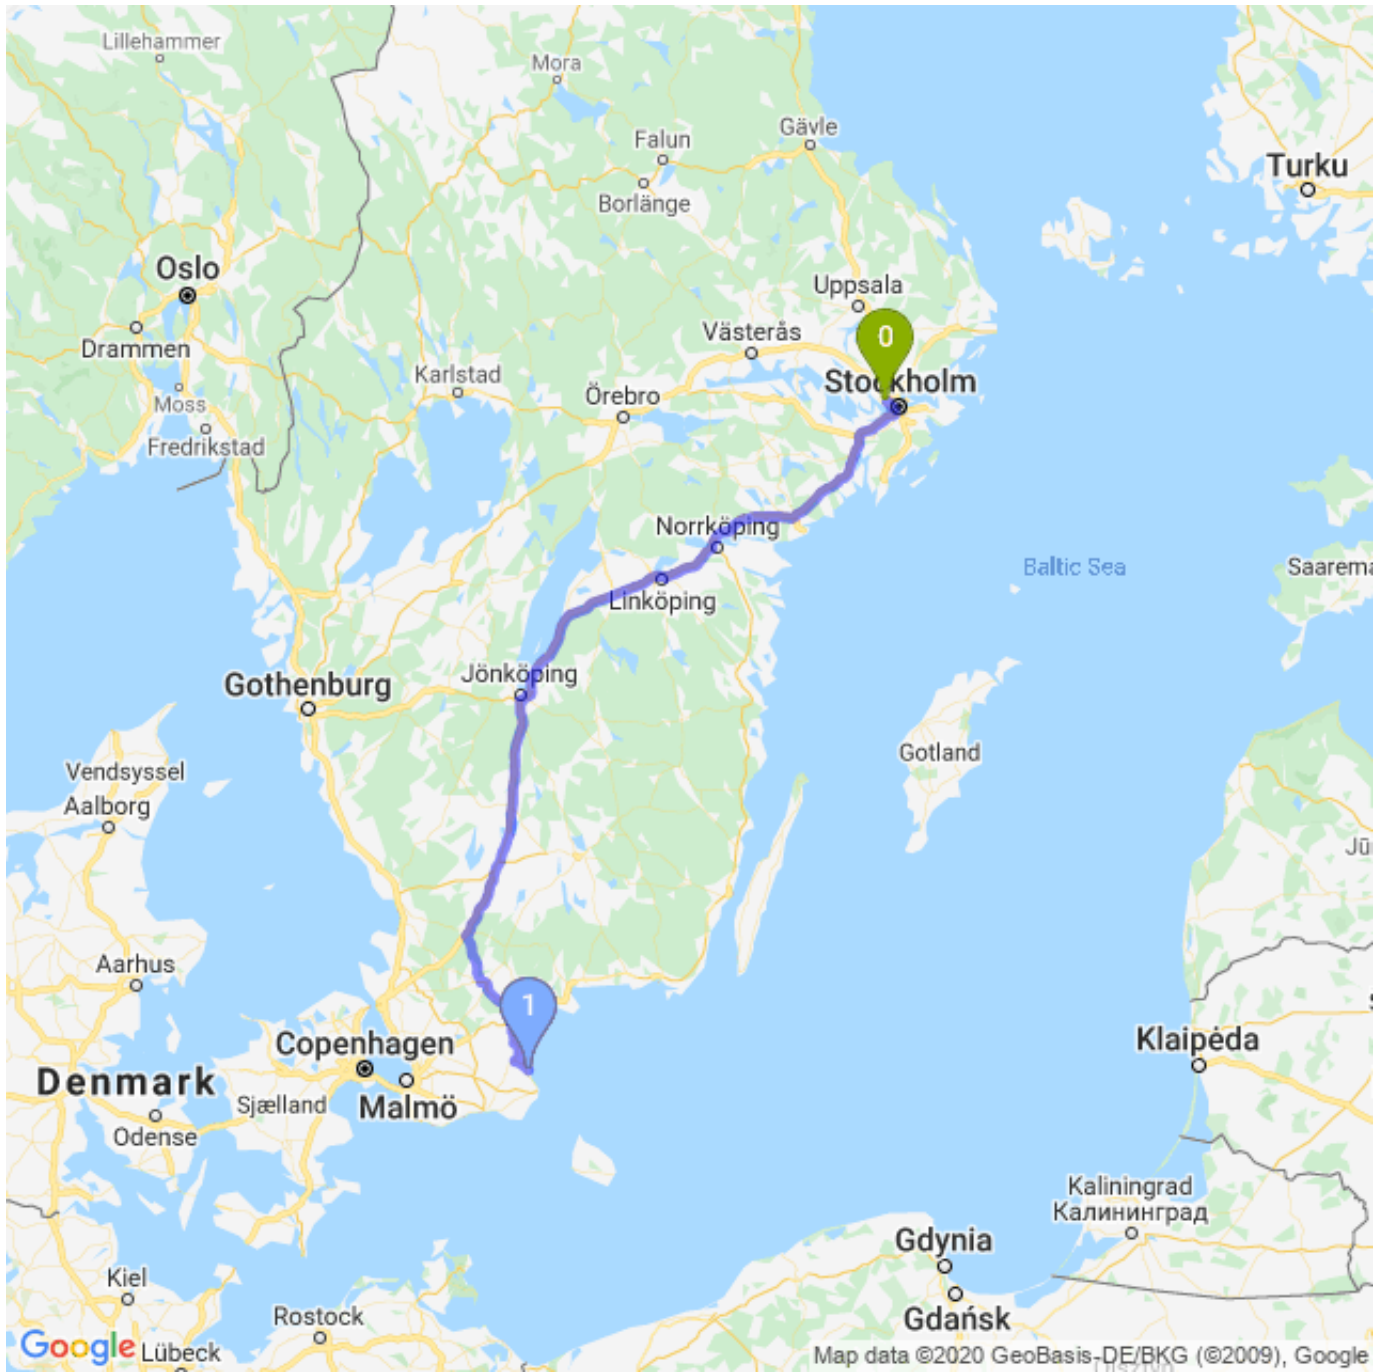 Lillehammer
Mora
Gävle
Falun
Turku
Borlänge
Oslo
Uppsala
0
Västerås
Drammen
Karlstad
Stockholm
Örebro
Moss
Fredrikstad
Norrköping
Baltic Sea
Saarema
Linköping
Jönköping
Gothenburg
Gotland
Vendsyssel
Aalborg
Jū
Aarhus
1
Klaipėda
Copenhagen
Denmark
Sjælland
Malmö
Odense
Kaliningrad
Калининград
Gdynia
Kiel
Rostock
Gdańsk
Google
Lübeck
Map data ©2020 GeoBasis-DE/BKG (©2009), Google